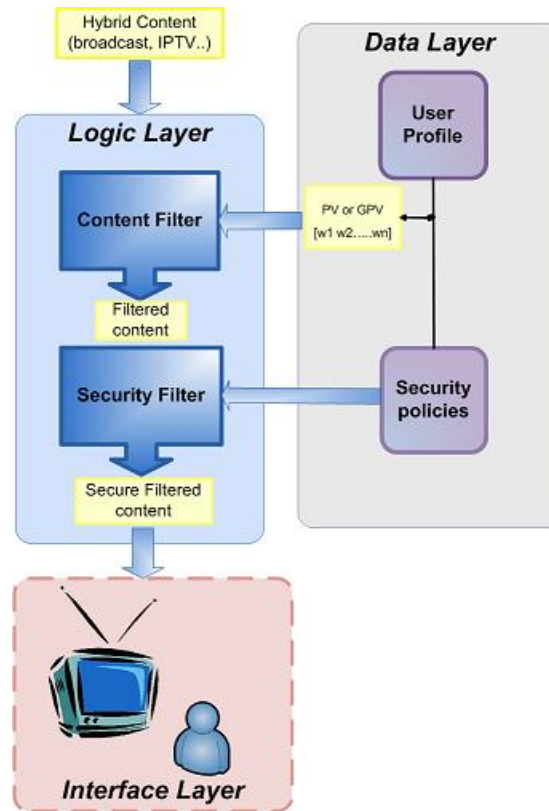 Hybrid Content
(broadcast, IPTV..)
Data Layer
Logic Layer
User
Profile
Content Filter
PV or GPV
[w1 w2.....wn]
Filtered
content
Security Filter
Security
policies
Secure Filtered
content
Interface Layer